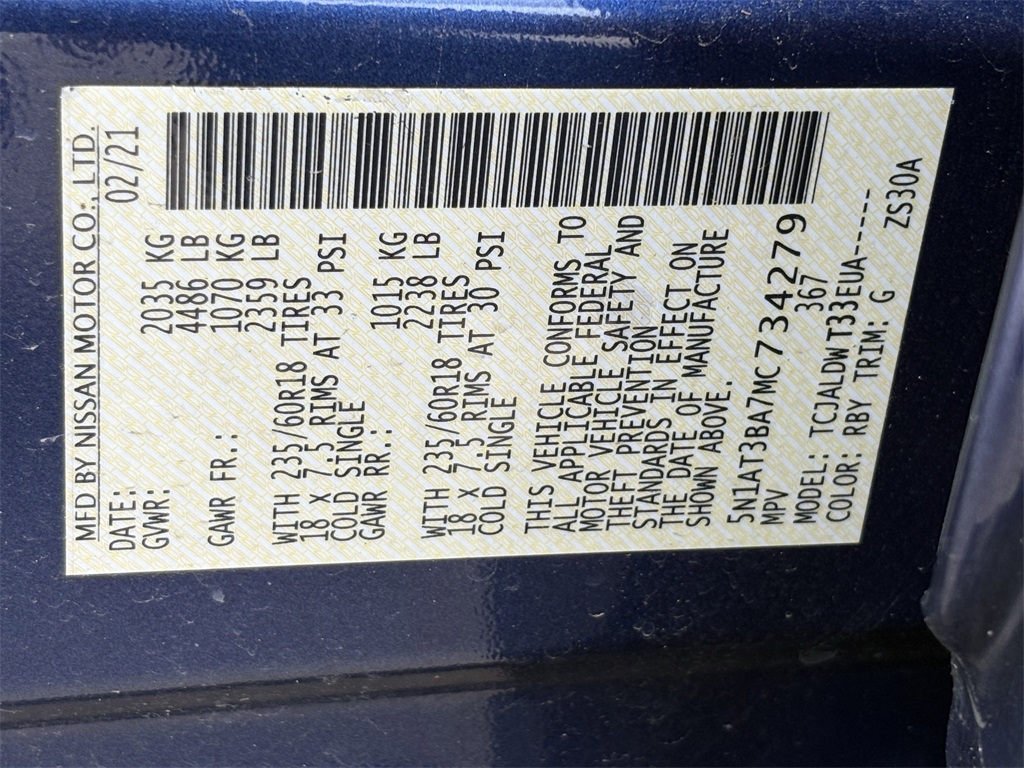 MFD BY NISSAN MOTOR CO., LTD.
DATE: 02/21
GVWR: 2035 KG
4486 LB
GAWR FR.: 1070 KG
2359 LB
WITH 235/60R18 TIRES
18 X 7.5 RIMS AT 33 PSI
COLD SINGLE
GAWR RR.: 1015 KG
2238 LB
WITH 235/60R18 TIRES
18 X 7.5 RIMS AT 30 PSI
COLD SINGLE
THIS VEHICLE CONFORMS TO
ALL APPLICABLE FEDERAL
MOTOR VEHICLE SAFETY AND
THEFT PREVENTION
STANDARDS IN EFFECT ON
THE DATE OF MANUFACTURE
SHOWN ABOVE.
5N1AT3BA7MC734279
MPV 367
MODEL: TCJALDWT33EUA-----
COLOR: RBY TRIM: G ZS30A